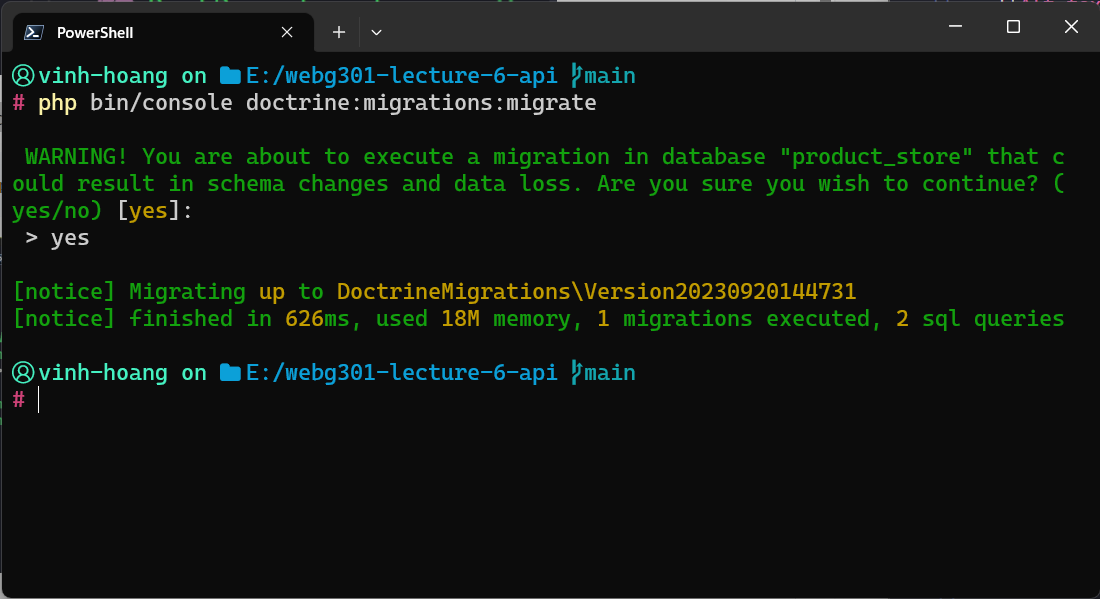 PowerShell
vinh-hoang on E:/webg301-lecture-6-api main
# php bin/console doctrine:migrations:migrate
WARNING! You are about to execute a migration in database "product_store" that c
ould result in schema changes and data loss. Are you sure you wish to continue? (
yes/no) [yes]:
> yes
[notice] Migrating up to DoctrineMigrations\Version20230920144731
[notice] finished in 626ms, used 18M memory, 1 migrations executed, 2 sql queries
vinh-hoang on E:/webg301-lecture-6-api main
#